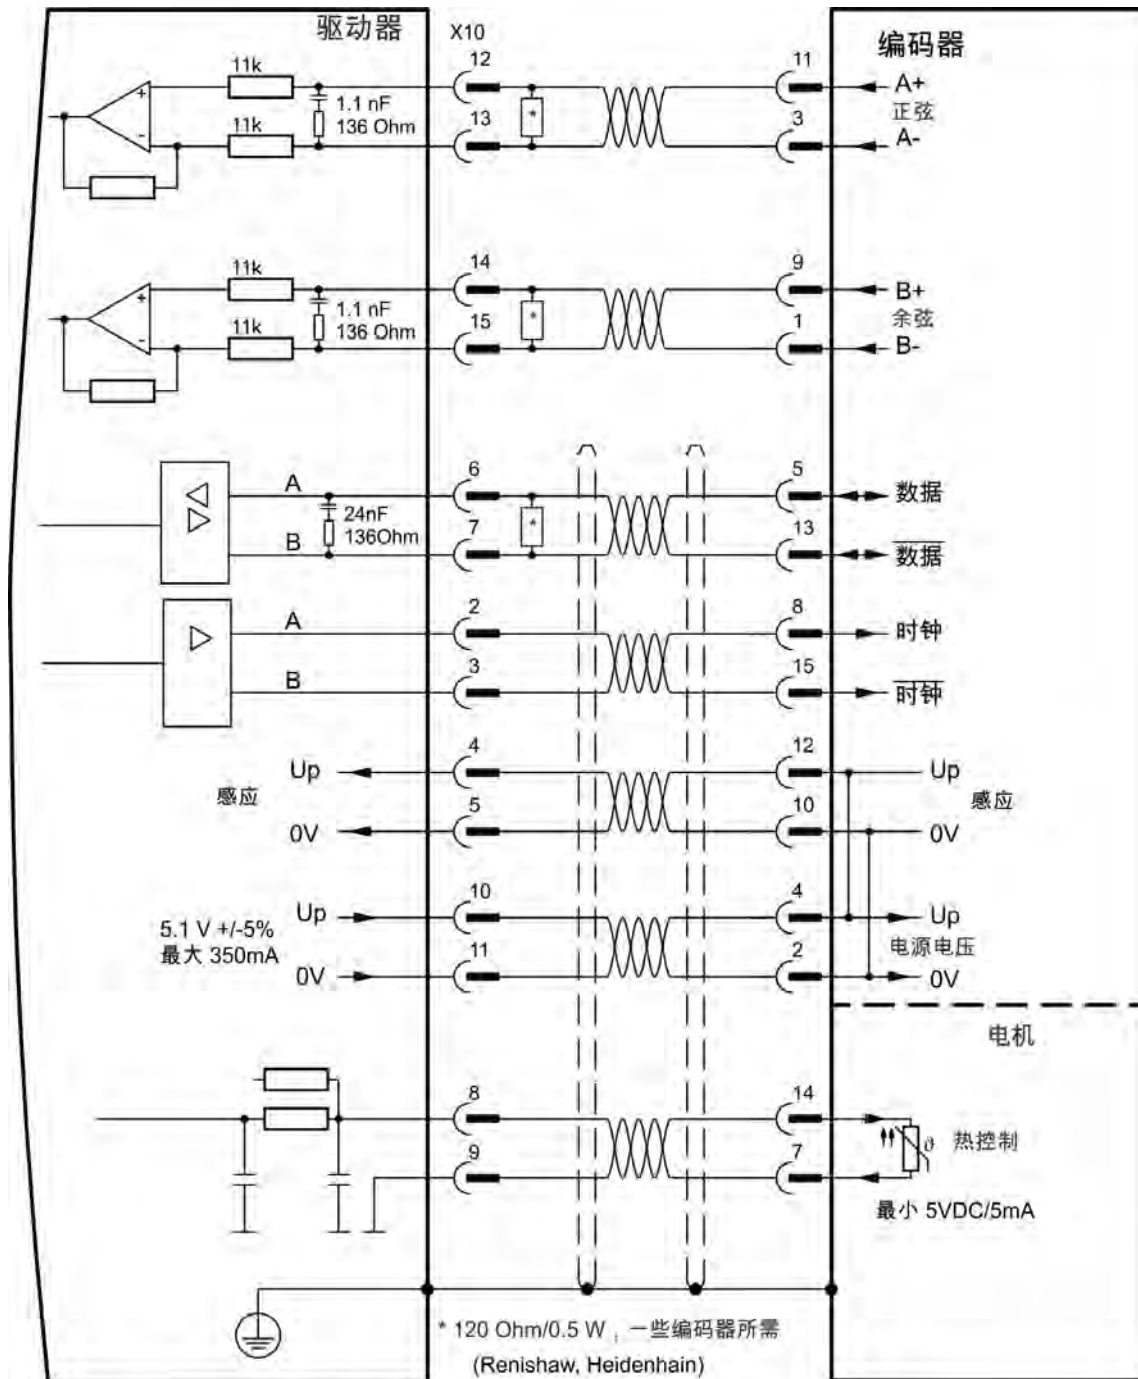 驱动器
X10
编码器
11k
12
11
A+
1.1 nF
136 Ohm
*
正弦
11k
13
3
A-
11k
14
9
B+
1.1 nF
136 Ohm
*
余弦
11k
15
1
B-
A
6
5
数据
24nF
136Ohm
*
B
7
13
数据
A
2
8
时钟
B
3
15
时钟
Up
4
12
Up
感应
感应
0V
5
10
0V
Up
10
4
Up
5.1 V +/-5%
最大 350mA
电源电压
0V
11
2
0V
电机
8
14
ϑ
热控制
9
7
最小 5VDC/5mA
* 120 Ohm/0.5 W , 一些编码器所需
(Renishaw, Heidenhain)